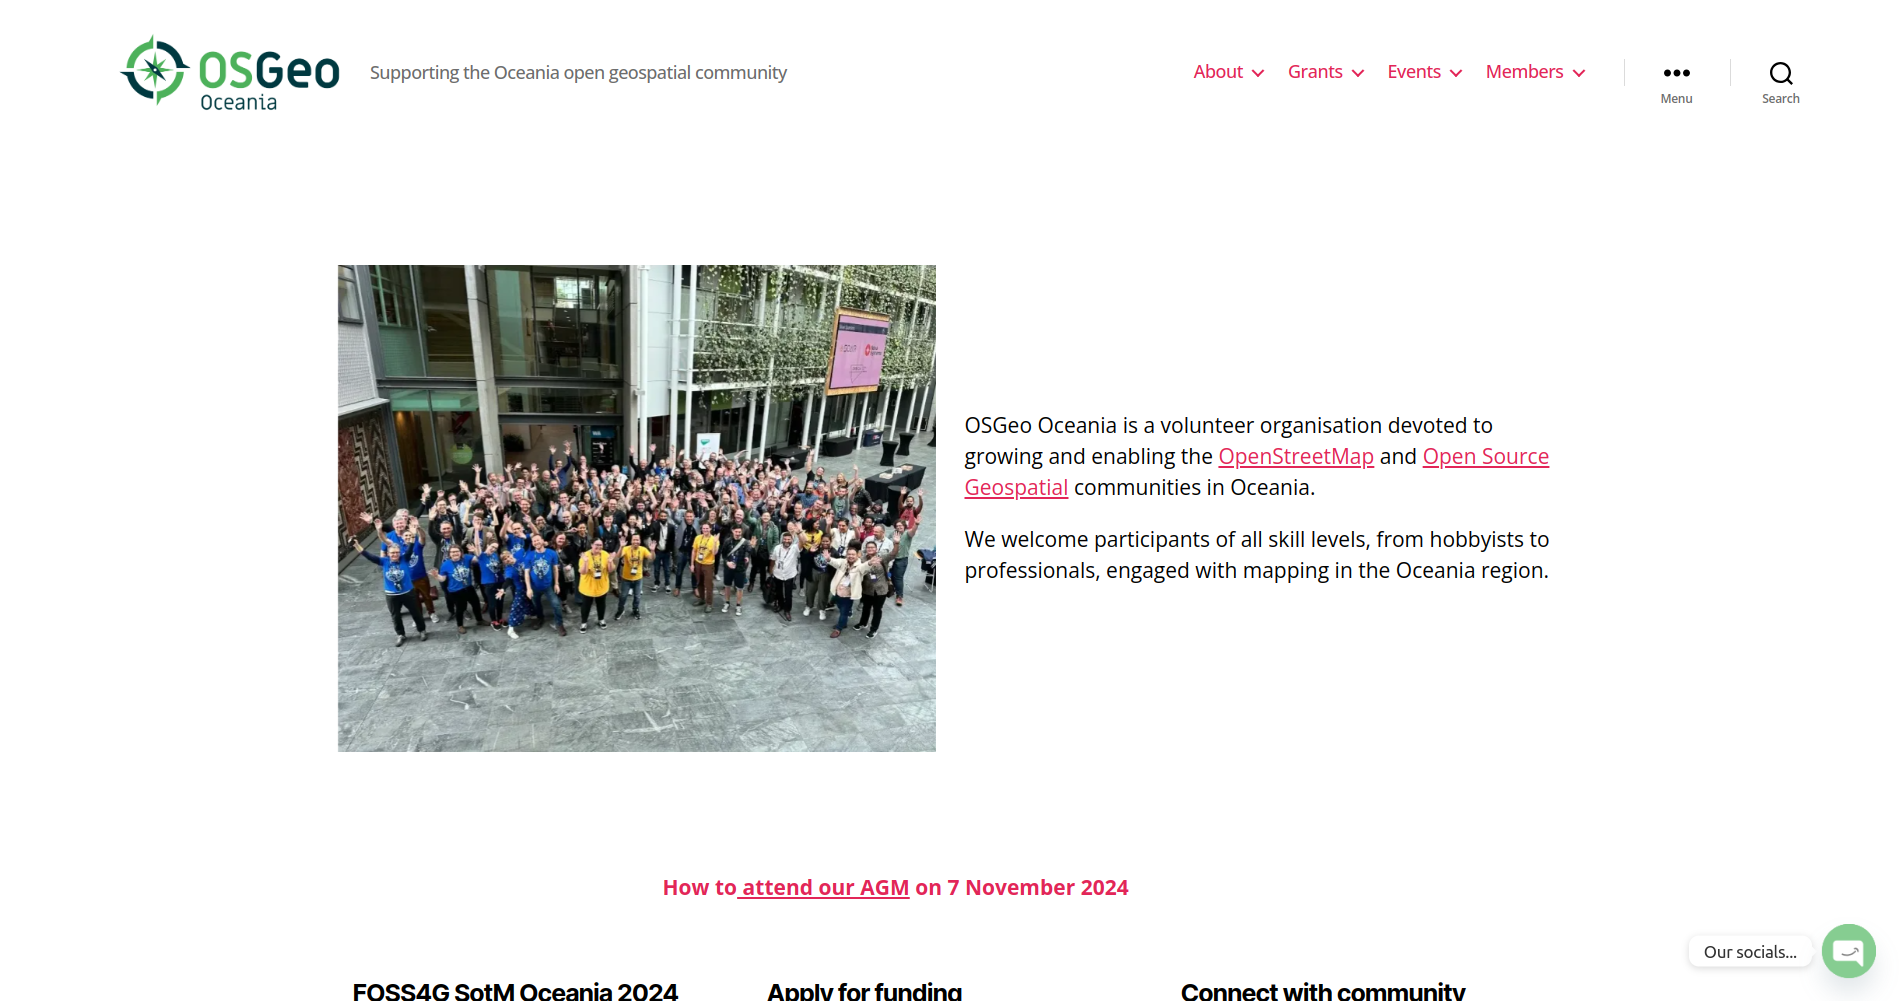 OSGeo
Oceania
Supporting the Oceania open geospatial community
About
Grants
Events
Members
Menu
Search
OSGeo Oceania is a volunteer organisation devoted to
growing and enabling the OpenStreetMap and Open Source
Geospatial communities in Oceania.
We welcome participants of all skill levels, from hobbyists to
professionals, engaged with mapping in the Oceania region.
How to attend our AGM on 7 November 2024
Our socials...
FOSS4G SotM Oceania 2024
Apply for funding
Connect with community